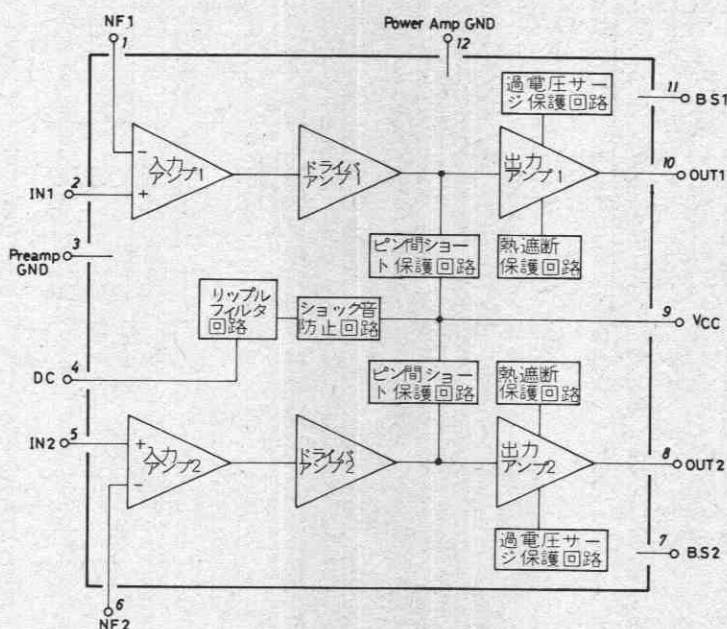 NF1
1
Power Amp GND
12
過電圧サー
ジ保護回路
11
BS1
入力
アンプ1
ドライバ
アンプ1
出力
アンプ1
10
OUT1
2
IN1
-
+
3
Preamp
GND
ピン間ショー
ト保護回路
熱遮断
保護回路
リップル
フィルタ
回路
ショック音
防止回路
9
VCC
4
DC
ピン間ショー
ト保護回路
熱遮断
保護回路
5
IN2
+
-
入力
アンプ2
ドライバ
アンプ2
出力
アンプ2
8
OUT2
過電圧サー
ジ保護回路
7
BS2
6
NF2